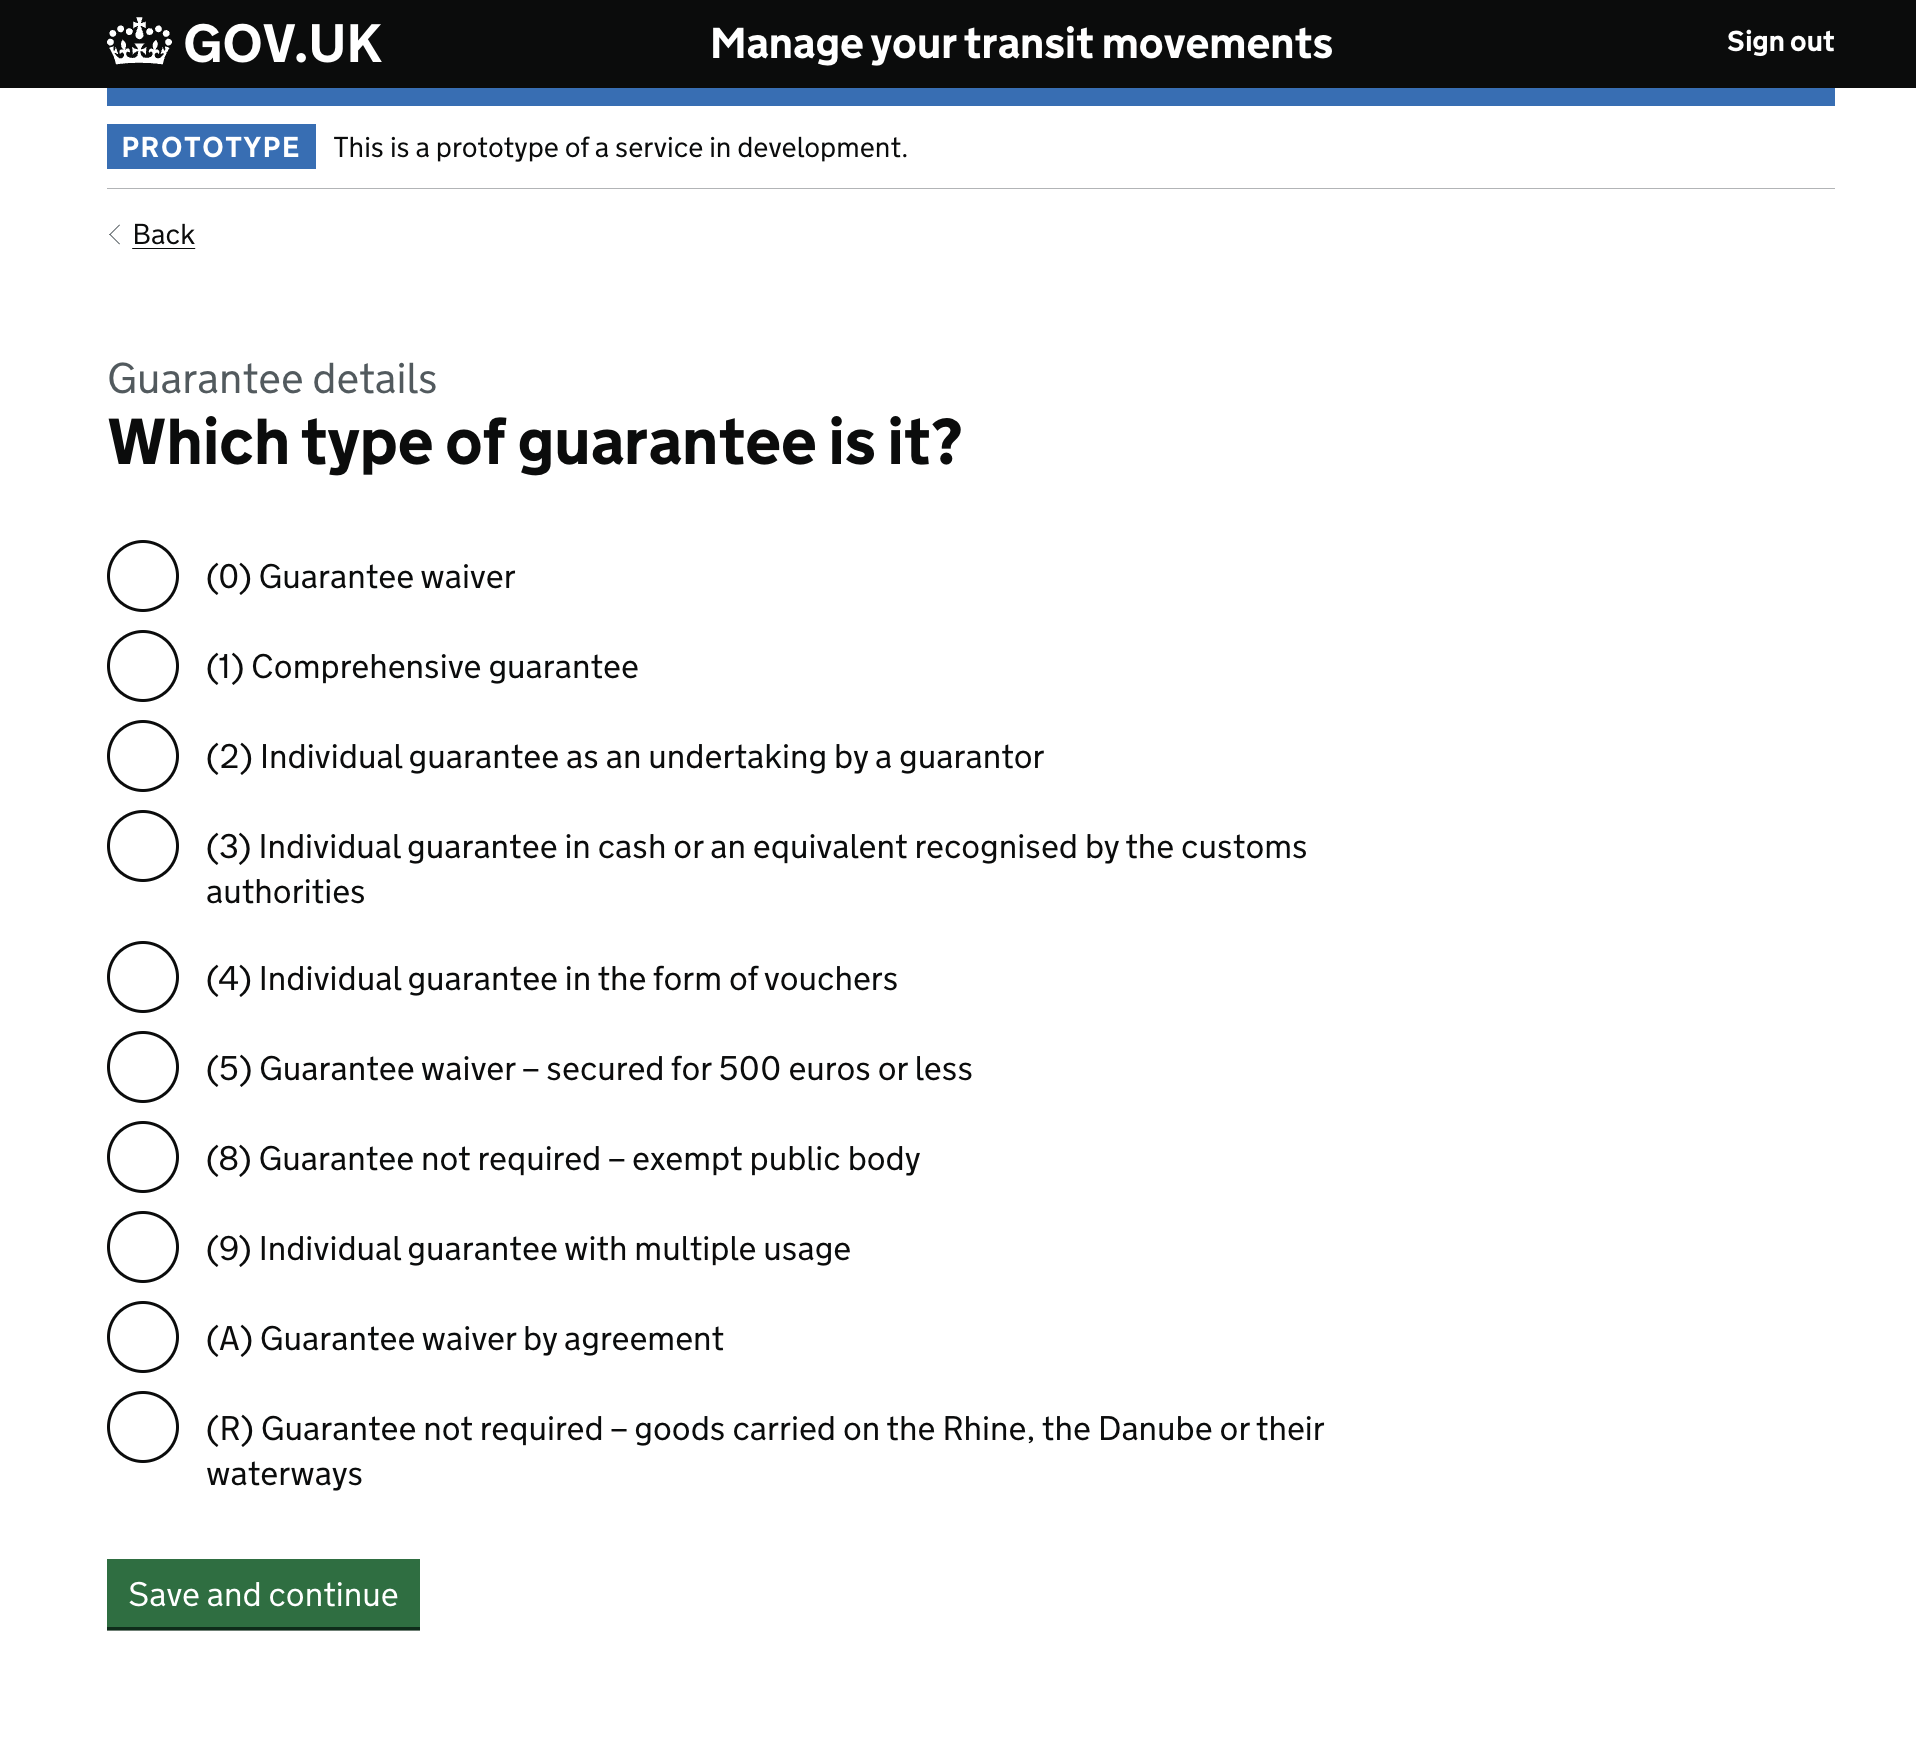 GOV.UK
Manage your transit movements
Sign out
PROTOTYPE This is a prototype of a service in development.
Back
Guarantee details
Which type of guarantee is it?
(0) Guarantee waiver
(1) Comprehensive guarantee
(2) Individual guarantee as an undertaking by a guarantor
(3) Individual guarantee in cash or an equivalent recognised by the customs
authorities
(4) Individual guarantee in the form of vouchers
(5) Guarantee waiver – secured for 500 euros or less
(8) Guarantee not required – exempt public body
(9) Individual guarantee with multiple usage
(A) Guarantee waiver by agreement
(R) Guarantee not required – goods carried on the Rhine, the Danube or their
waterways
Save and continue